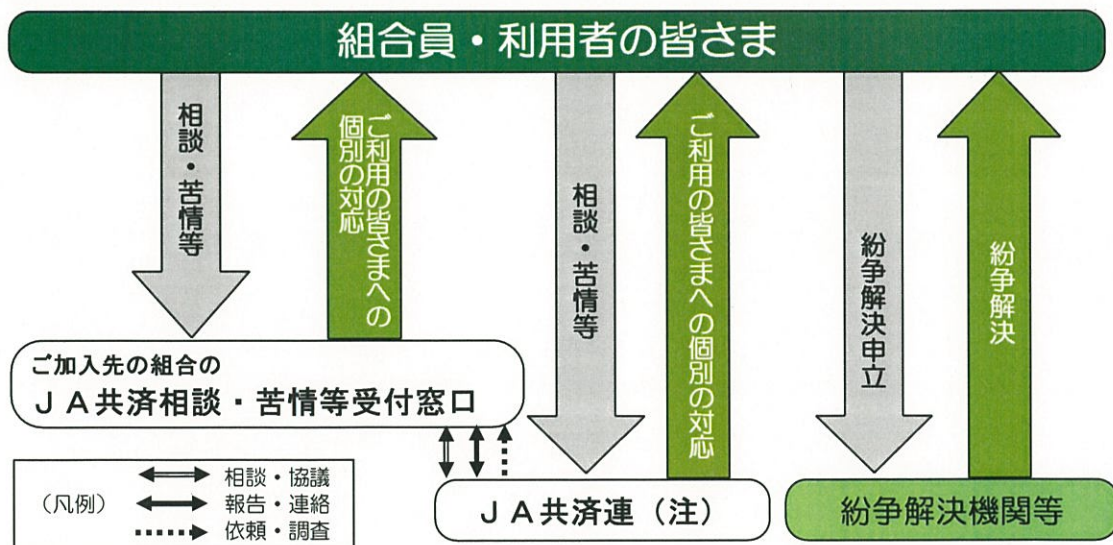 組合員・利用者の皆さま
相談・苦情等
ご利用の皆さまへの
個別の対応
相談・苦情等
ご利用の皆さまへの個別の対応
紛争解決申立
紛争解決
ご加入先の組合の
ＪＡ共済相談・苦情等受付窓口
(凡例)
相談・協議
報告・連絡
依頼・調査
ＪＡ共済連（注）
紛争解決機関等